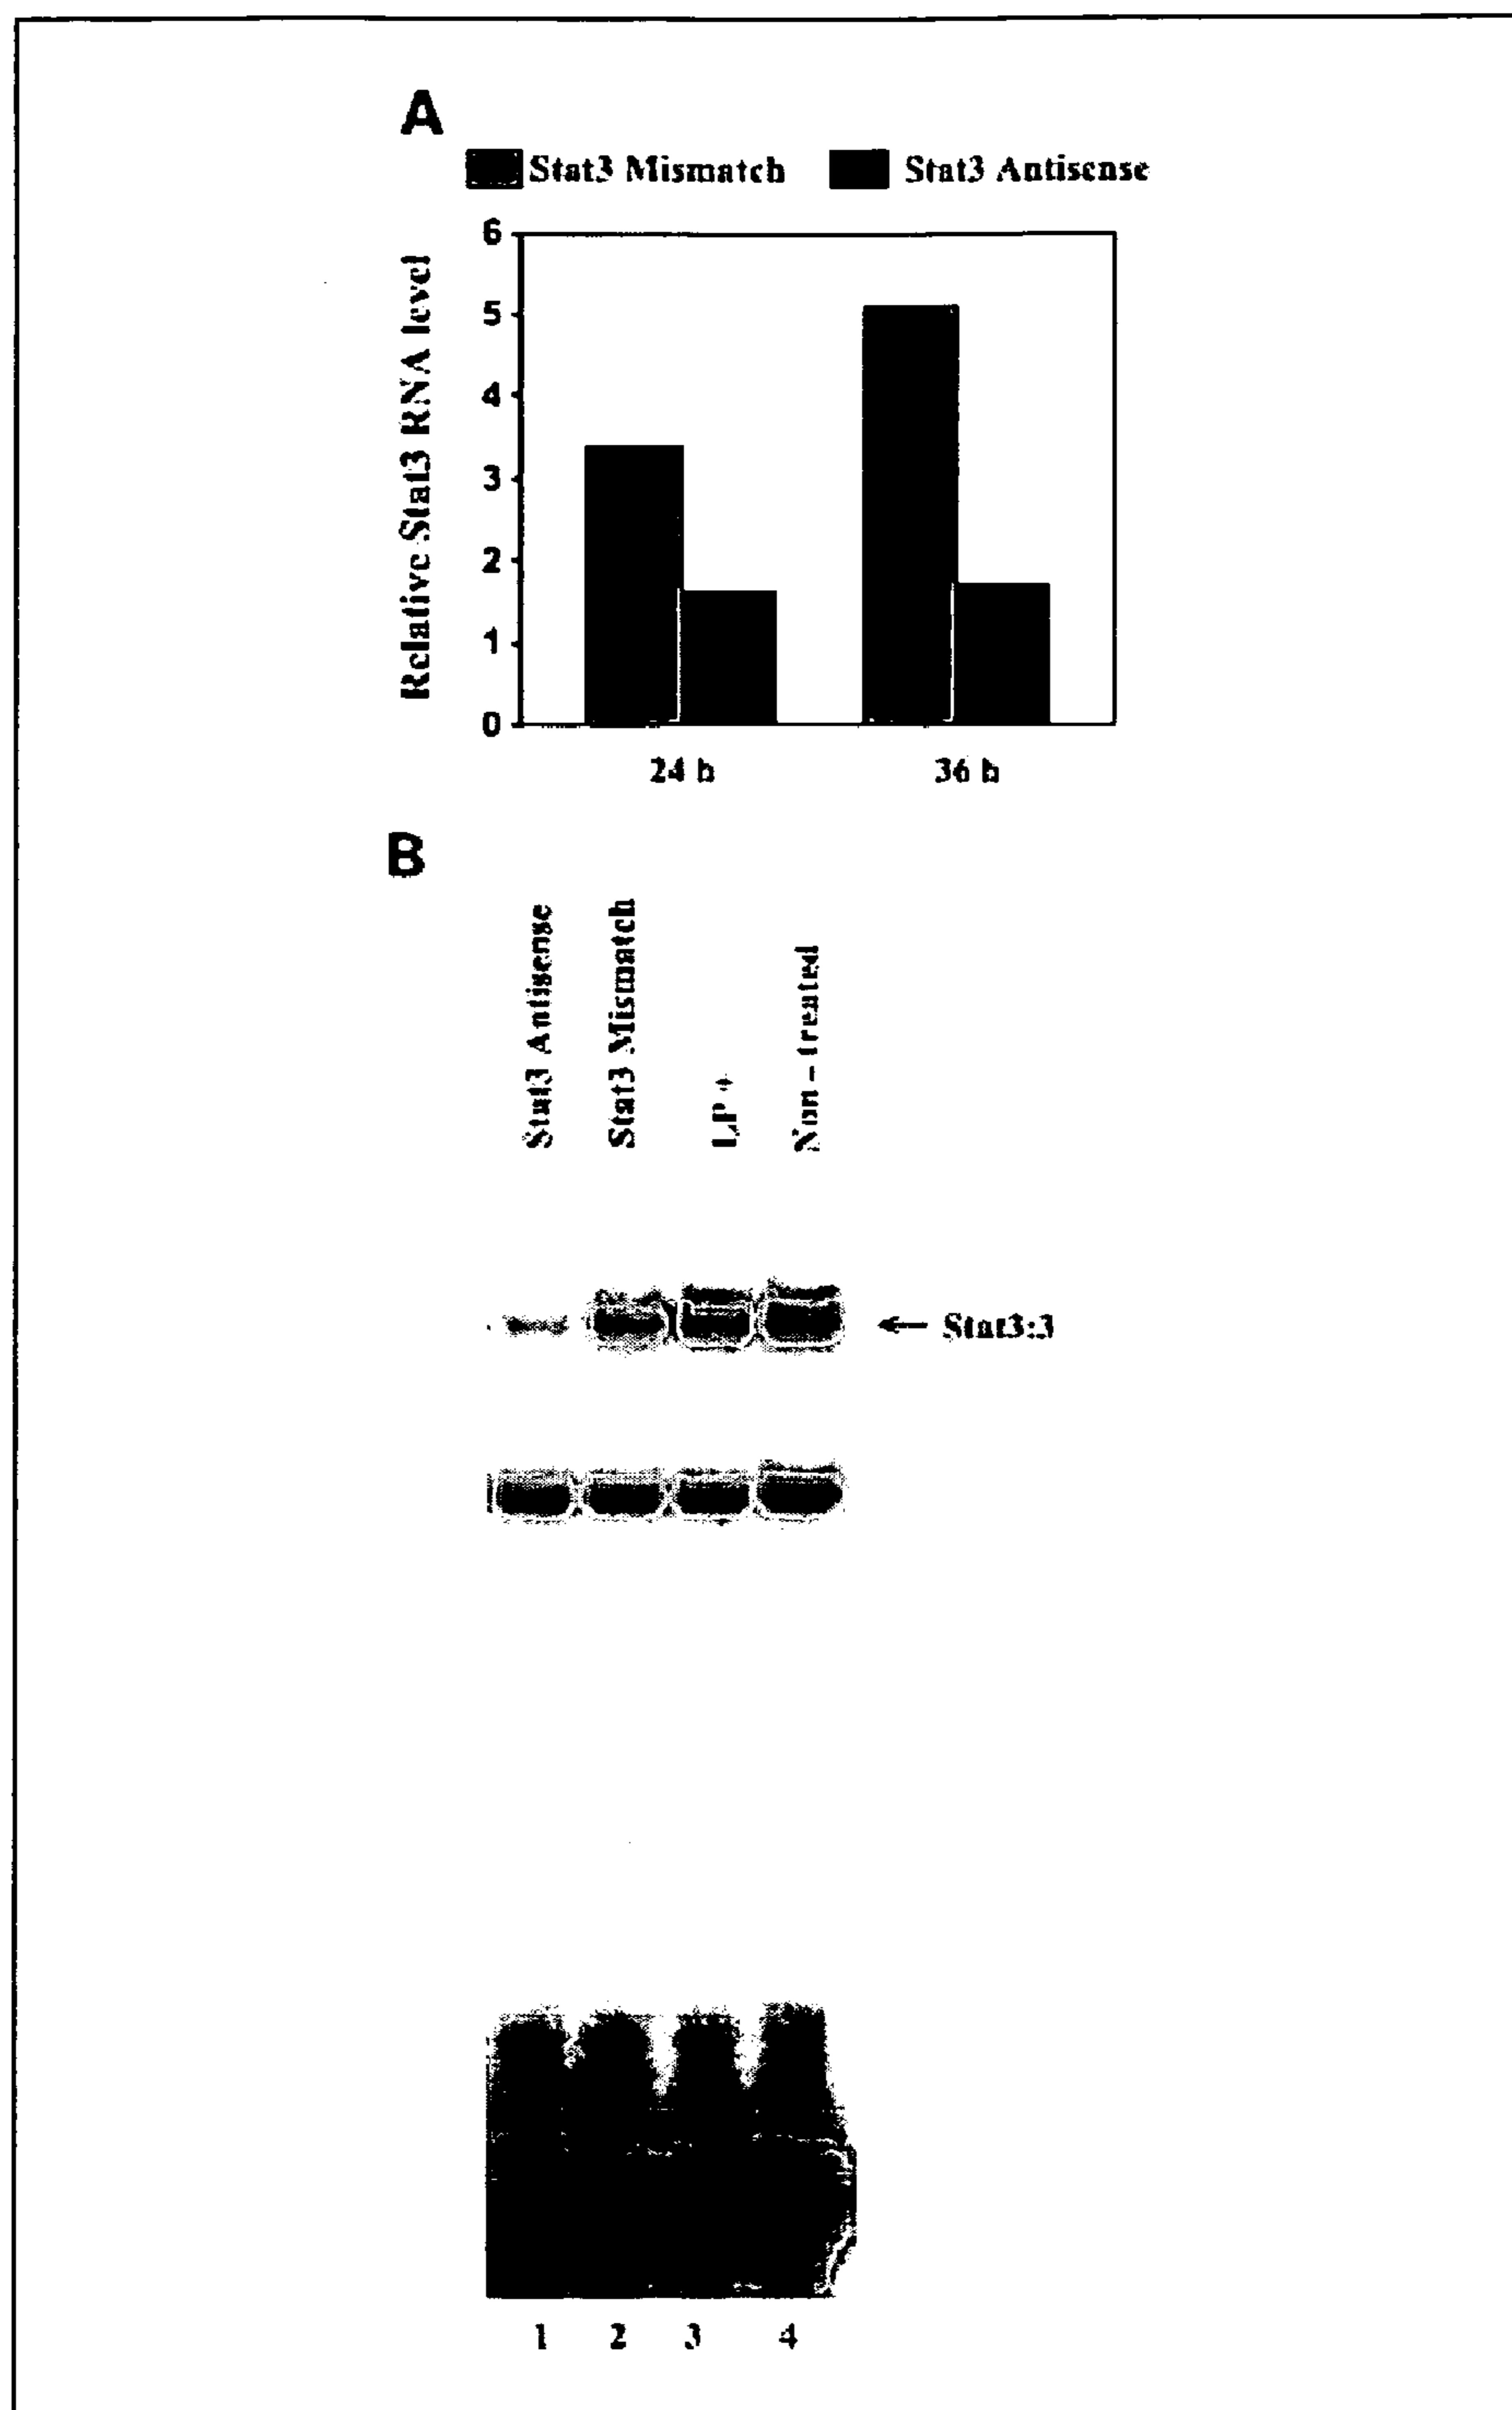 A
Stat3 Mismatch Stat3 Antisense
Relative Stat3 RNA level
6
5
4
3
2
1
0
24 h 36 h
B
Stat3 Antisense
Stat3 Mismatch
LP +
Non-treated
← Stat3:3
1 2 3 4